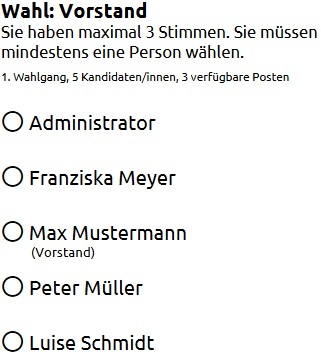 Wahl: Vorstand
Sie haben maximal 3 Stimmen. Sie müssen
mindestens eine Person wählen.
1. Wahlgang, 5 Kandidaten/innen, 3 verfügbare Posten
Administrator
Franziska Meyer
Max Mustermann
(Vorstand)
Peter Müller
Luise Schmidt